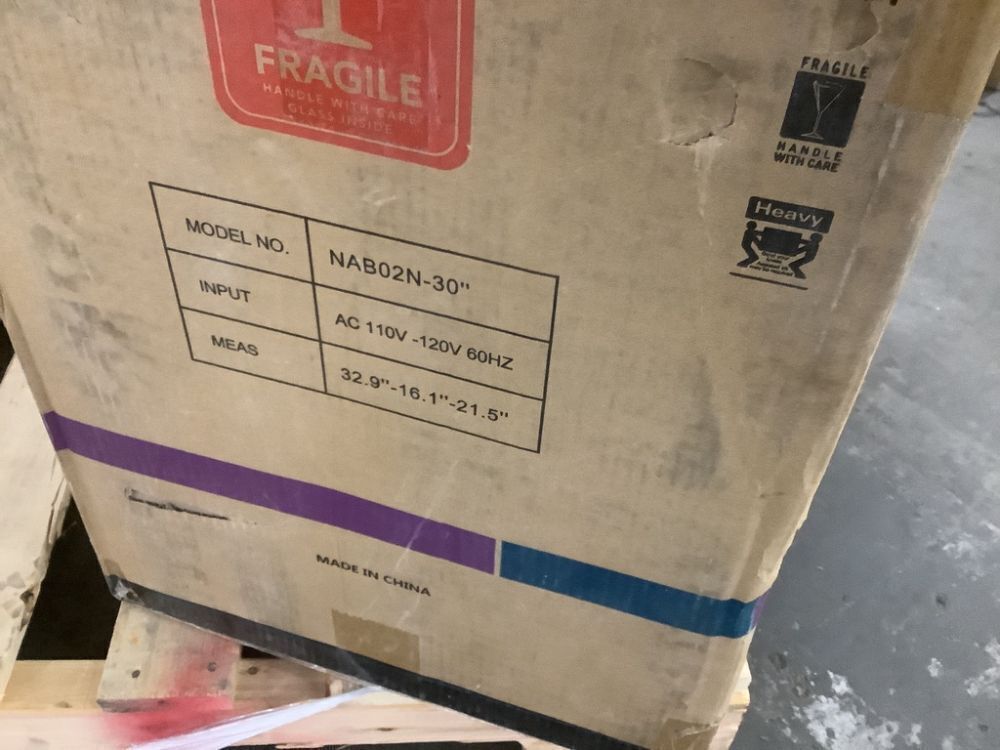 FRAGILE
HANDLE WITH CARE
GLASS INSIDE
FRAGILE
HANDLE
WITH CARE
Heavy
MODEL NO. NAB02N-30"
INPUT AC 110V -120V 60HZ
MEAS 32.9"-16.1"-21.5"
MADE IN CHINA